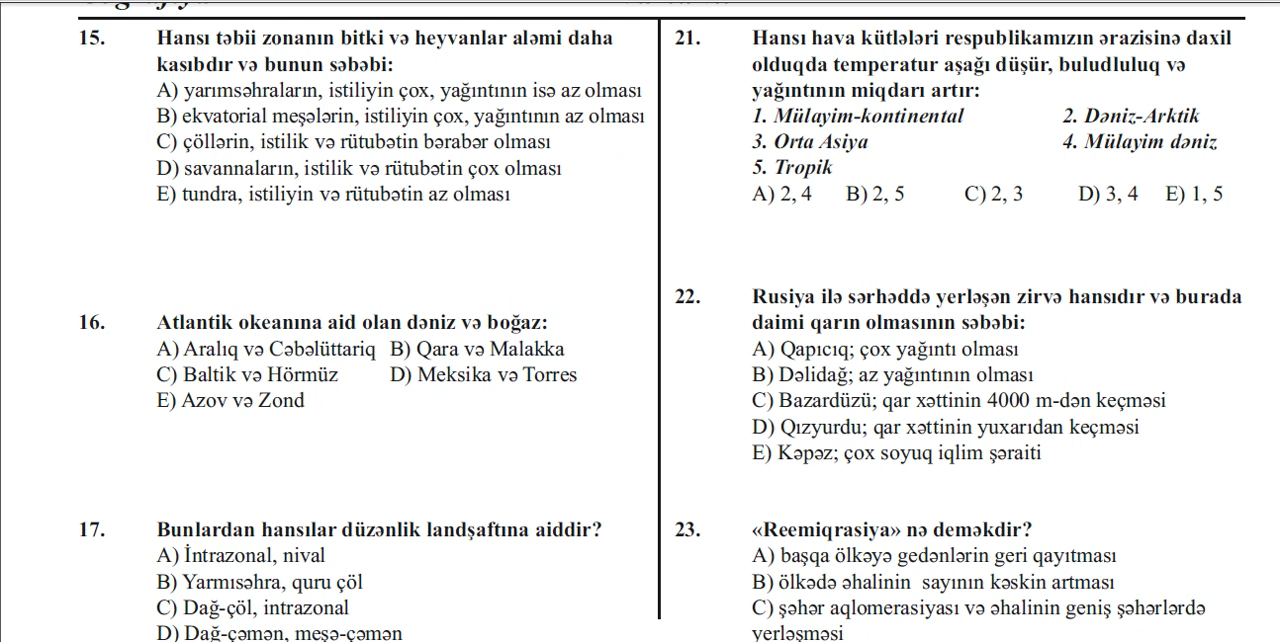 15. Hansı təbii zonanın bitki və heyvanlar aləmi daha
kasıbdır və bunun səbəbi:
A) yarımsəhraların, istiliyin çox, yağıntının isə az olması
B) ekvatorial meşələrin, istiliyin çox, yağıntının az olması
C) çöllərin, istilik və rütubətin bərabər olması
D) savannaların, istilik və rütubətin çox olması
E) tundra, istiliyin və rütubətin az olması
16. Atlantik okeanına aid olan dəniz və boğaz:
A) Aralıq və Cəbəlüttariq B) Qara və Malakka
C) Baltik və Hörmüz D) Meksika və Torres
E) Azov və Zond
17. Bunlardan hansılar düzənlik landşaftına aiddir?
A) İntrazonal, nival
B) Yarmısəhra, quru çöl
C) Dağ-çöl, intrazonal
D) Dağ-çəmən, meşə-çəmən
21. Hansı hava kütlələri respublikamızın ərazisinə daxil
olduqda temperatur aşağı düşür, buludluluq və
yağıntının miqdarı artır:
1. Mülayim-kontinental 2. Dəniz-Arktik
3. Orta Asiya 4. Mülayim dəniz
5. Tropik
A) 2, 4 B) 2, 5 C) 2, 3 D) 3, 4 E) 1, 5
22. Rusiya ilə sərhəddə yerləşən zirvə hansıdır və burada
daimi qarın olmasının səbəbi:
A) Qapıcıq; çox yağıntı olması
B) Dəlidağ; az yağıntının olması
C) Bazardüzü; qar xəttinin 4000 m-dən keçməsi
D) Qızyurdu; qar xəttinin yuxarıdan keçməsi
E) Kəpəz; çox soyuq iqlim şəraiti
23. «Reemiqrasiya» nə deməkdir?
A) başqa ölkəyə gedənlərin geri qayıtması
B) ölkədə əhalinin sayının kəskin artması
C) şəhər aqlomerasiyası və əhalinin geniş şəhərlərdə
yerləşməsi